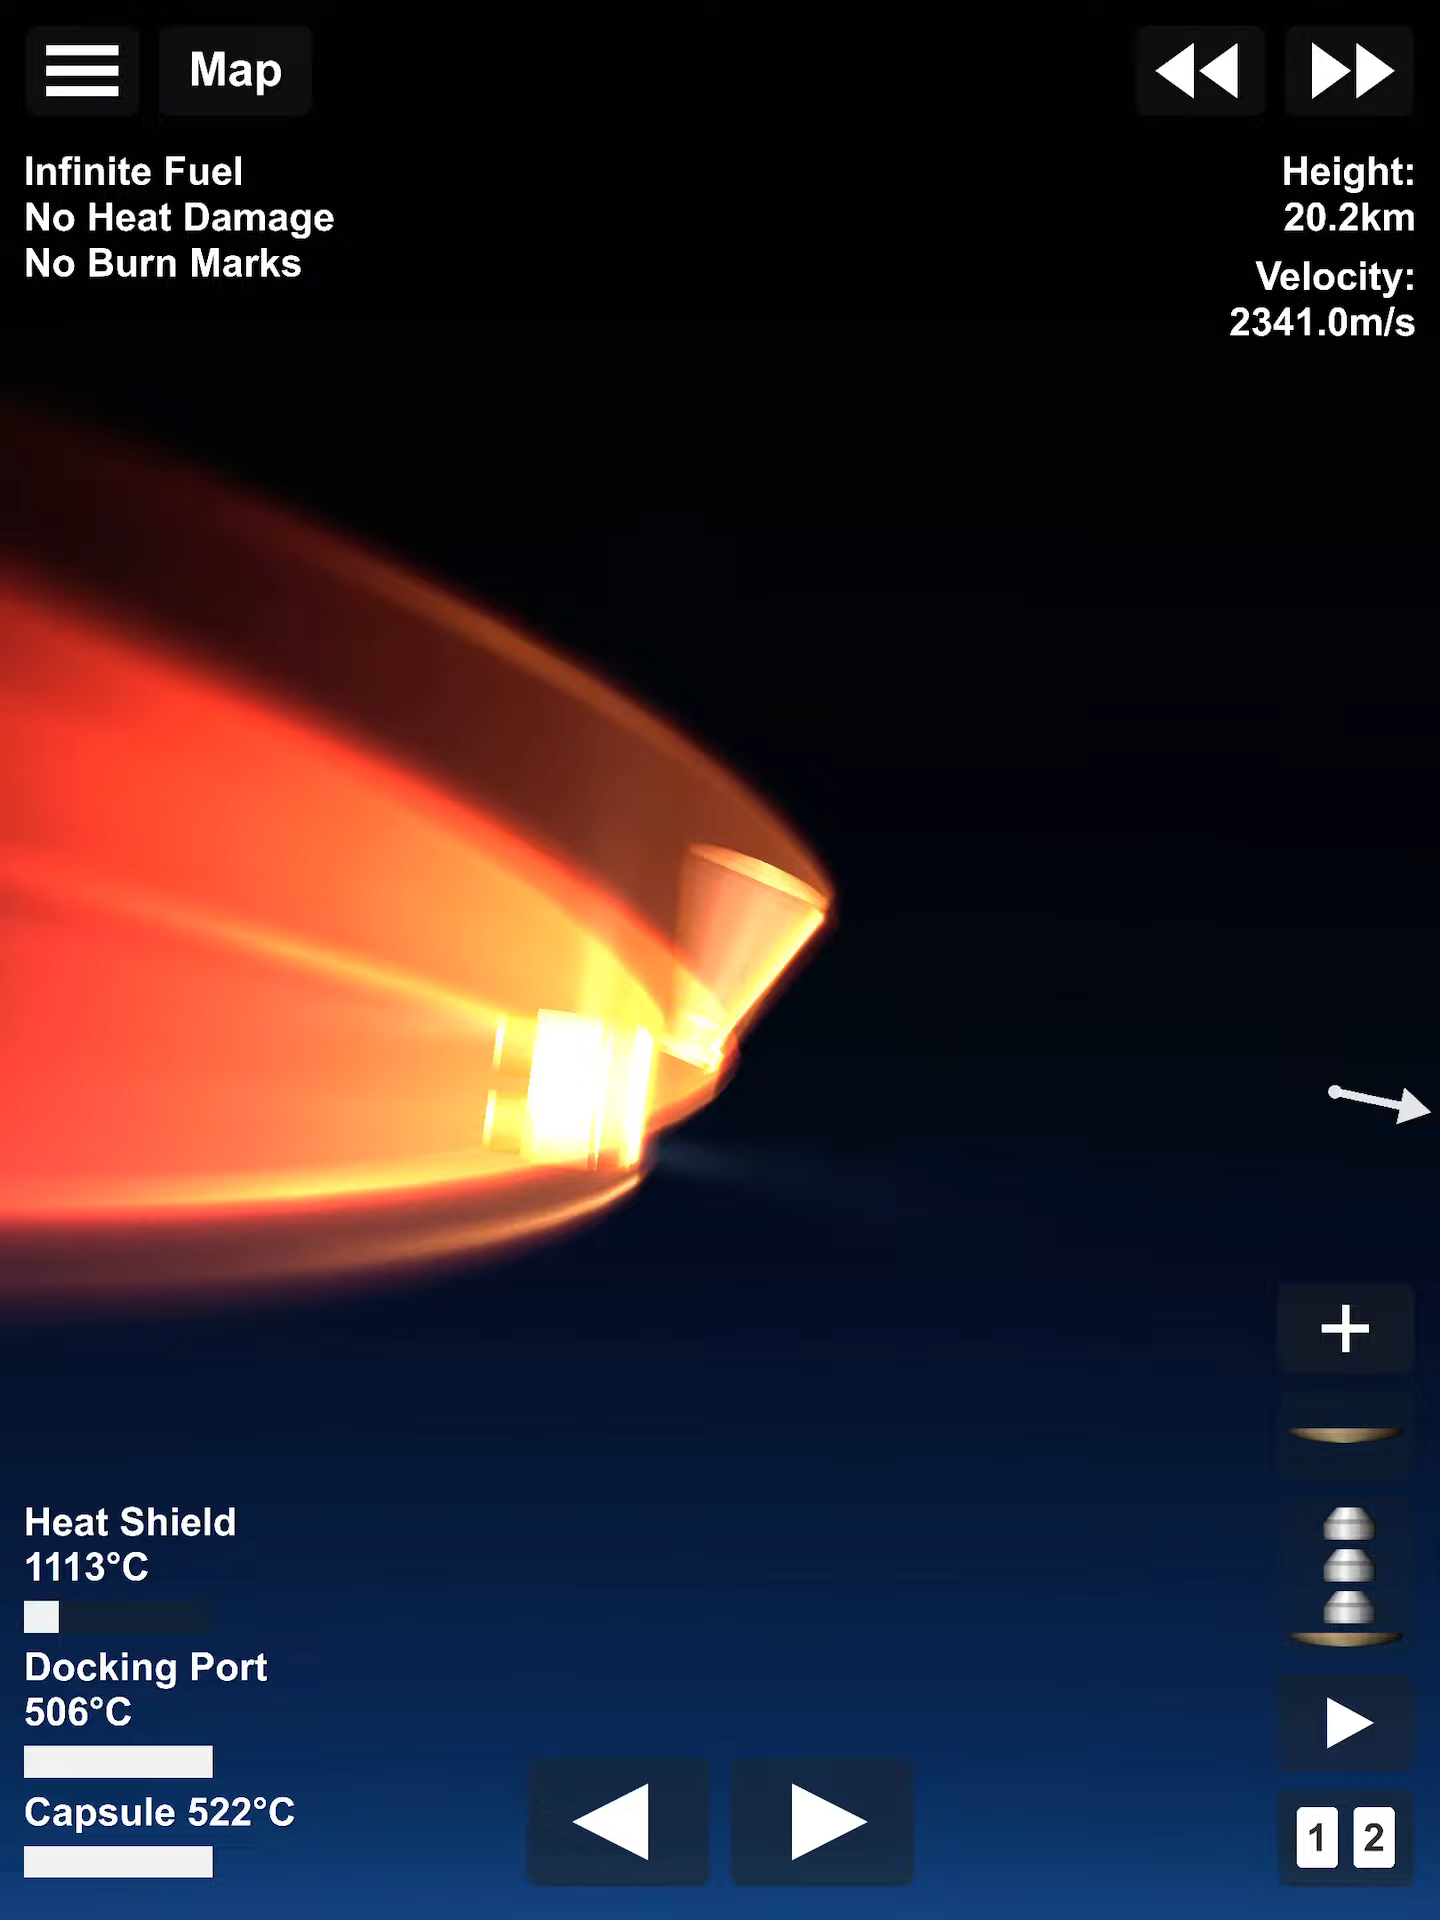 Map
Infinite Fuel
No Heat Damage
No Burn Marks
Height:
20.2km
Velocity:
2341.0m/s
Heat Shield
1113°C
Docking Port
506°C
Capsule 522°C
1 2